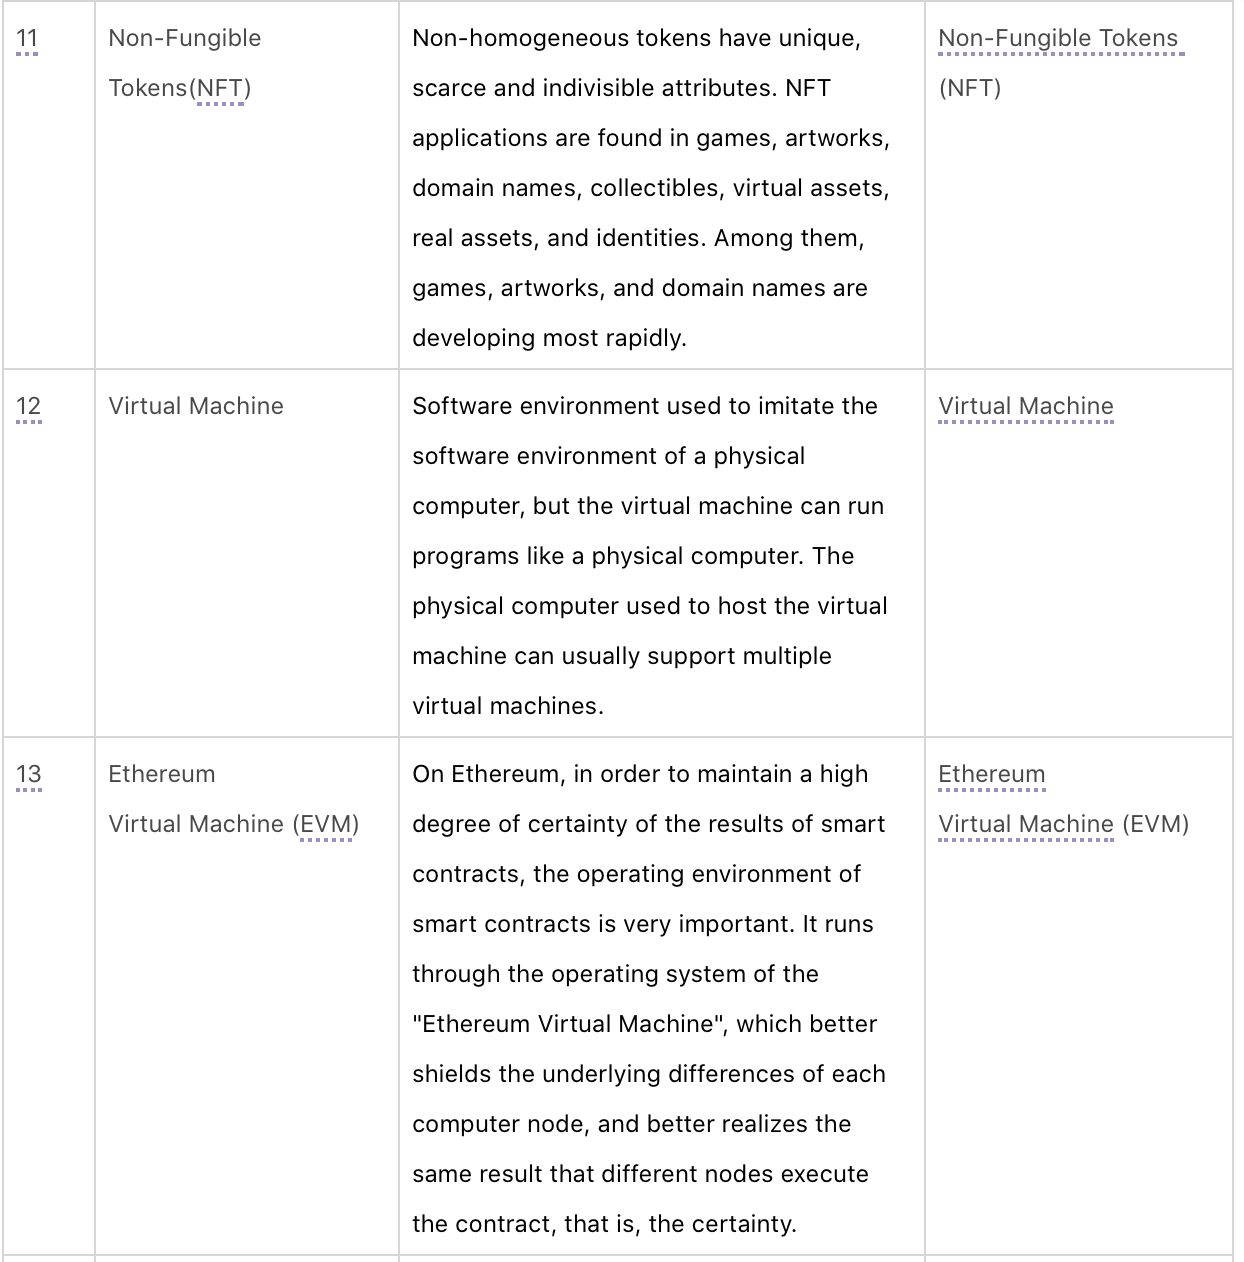 11
Non-Fungible
Tokens(NFT)
Non-homogeneous tokens have unique,
scarce and indivisible attributes. NFT
applications are found in games, artworks,
domain names, collectibles, virtual assets,
real assets, and identities. Among them,
games, artworks, and domain names are
developing most rapidly.
Non-Fungible Tokens
(NFT)
12
Virtual Machine
Software environment used to imitate the
software environment of a physical
computer, but the virtual machine can run
programs like a physical computer. The
physical computer used to host the virtual
machine can usually support multiple
virtual machines.
Virtual Machine
13
Ethereum
Virtual Machine (EVM)
On Ethereum, in order to maintain a high
degree of certainty of the results of smart
contracts, the operating environment of
smart contracts is very important. It runs
through the operating system of the
"Ethereum Virtual Machine", which better
shields the underlying differences of each
computer node, and better realizes the
same result that different nodes execute
the contract, that is, the certainty.
Ethereum
Virtual Machine (EVM)